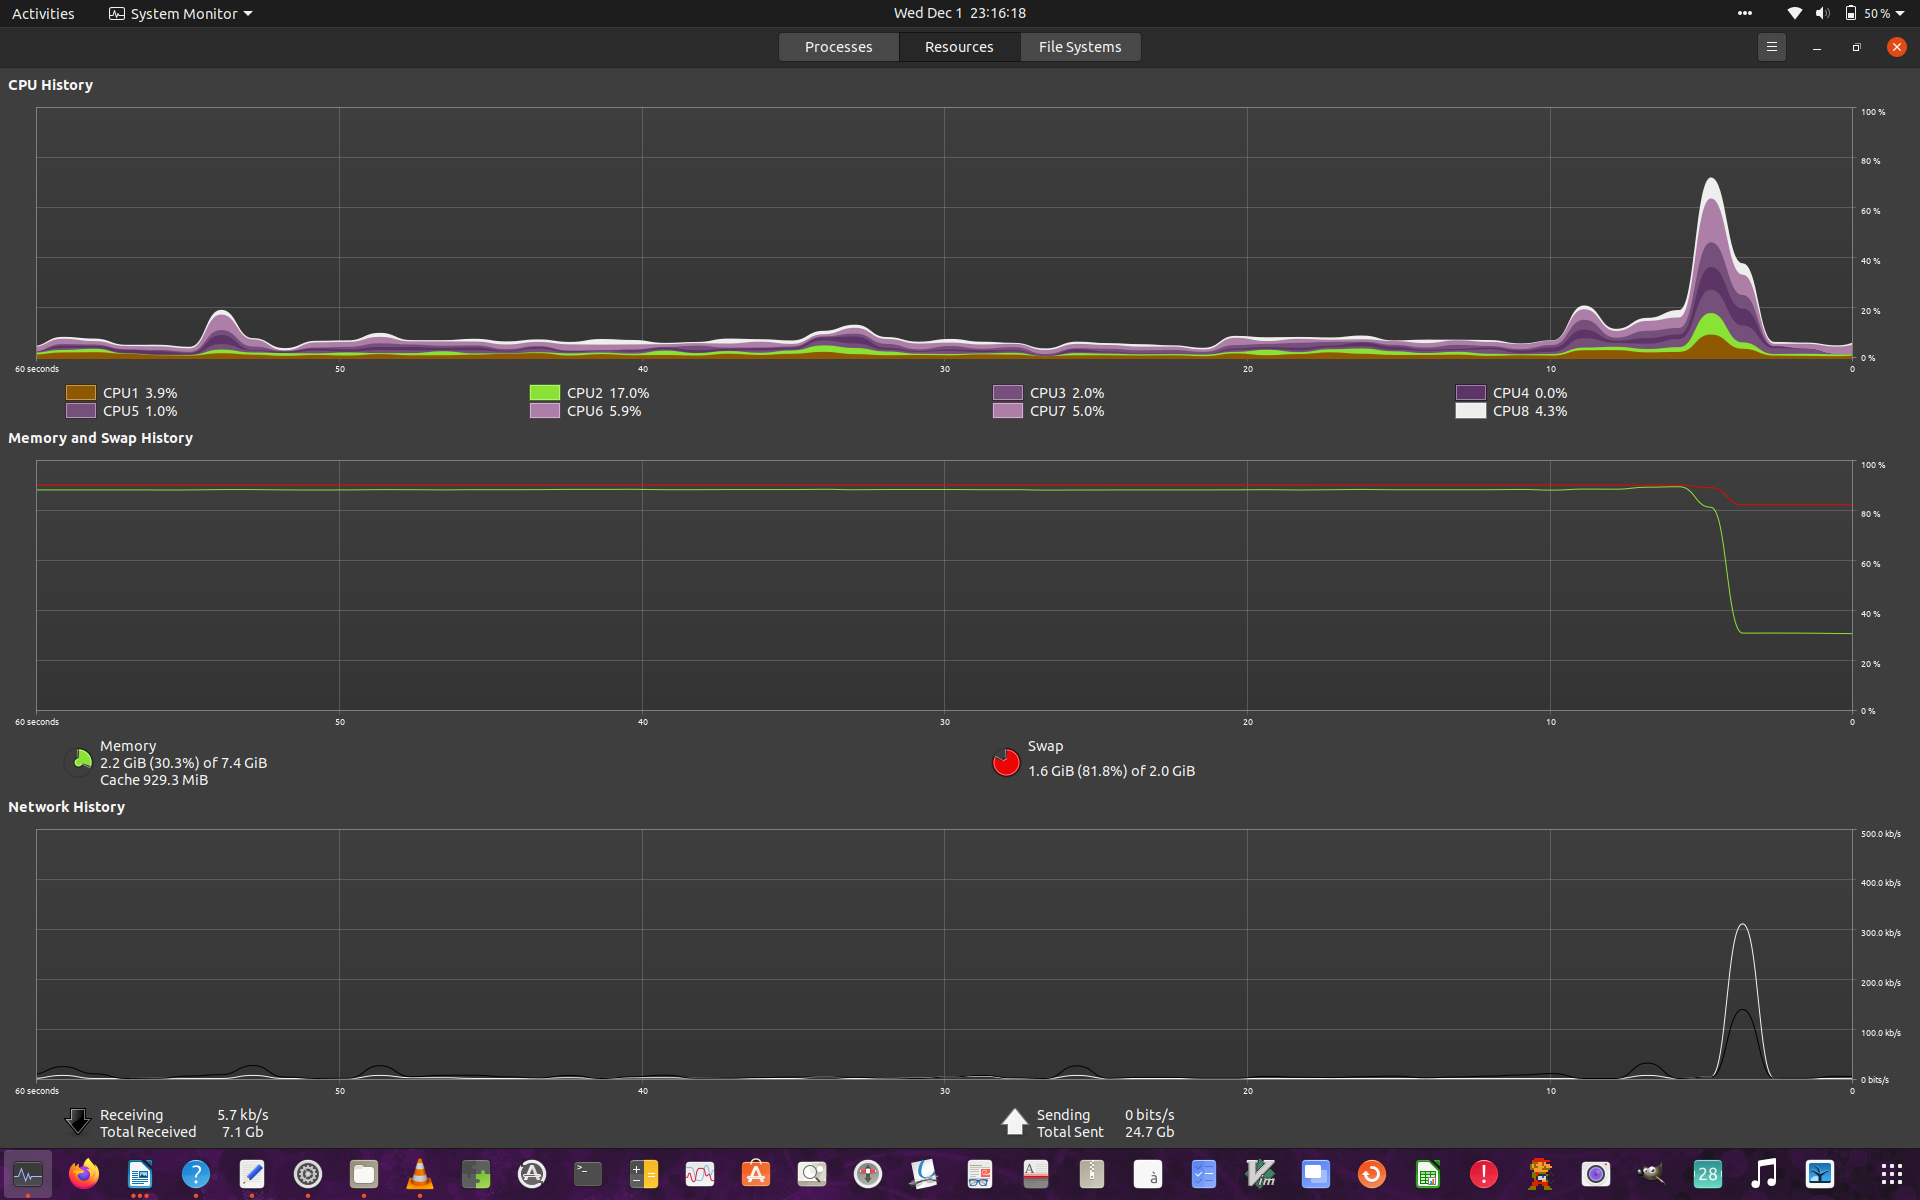 Activities System Monitor Wed Dec 1 23:16:18 50 %
Processes Resources File Systems
CPU History
100 %
80 %
60 %
40 %
20 %
0 %
60 seconds 50 40 30 20 10 0
CPU1 3.9% CPU2 17.0% CPU3 2.0% CPU4 0.0%
CPU5 1.0% CPU6 5.9% CPU7 5.0% CPU8 4.3%
Memory and Swap History
100 %
80 %
60 %
40 %
20 %
0 %
60 seconds 50 40 30 20 10 0
Memory Swap
2.2 GiB (30.3%) of 7.4 GiB 1.6 GiB (81.8%) of 2.0 GiB
Cache 929.3 MiB
Network History
500.0 kb/s
400.0 kb/s
300.0 kb/s
200.0 kb/s
100.0 kb/s
0 bits/s
60 seconds 50 40 30 20 10 0
Receiving 5.7 kb/s Sending 0 bits/s
Total Received 7.1 Gb Total Sent 24.7 Gb
? >_ A à Vim ! 28